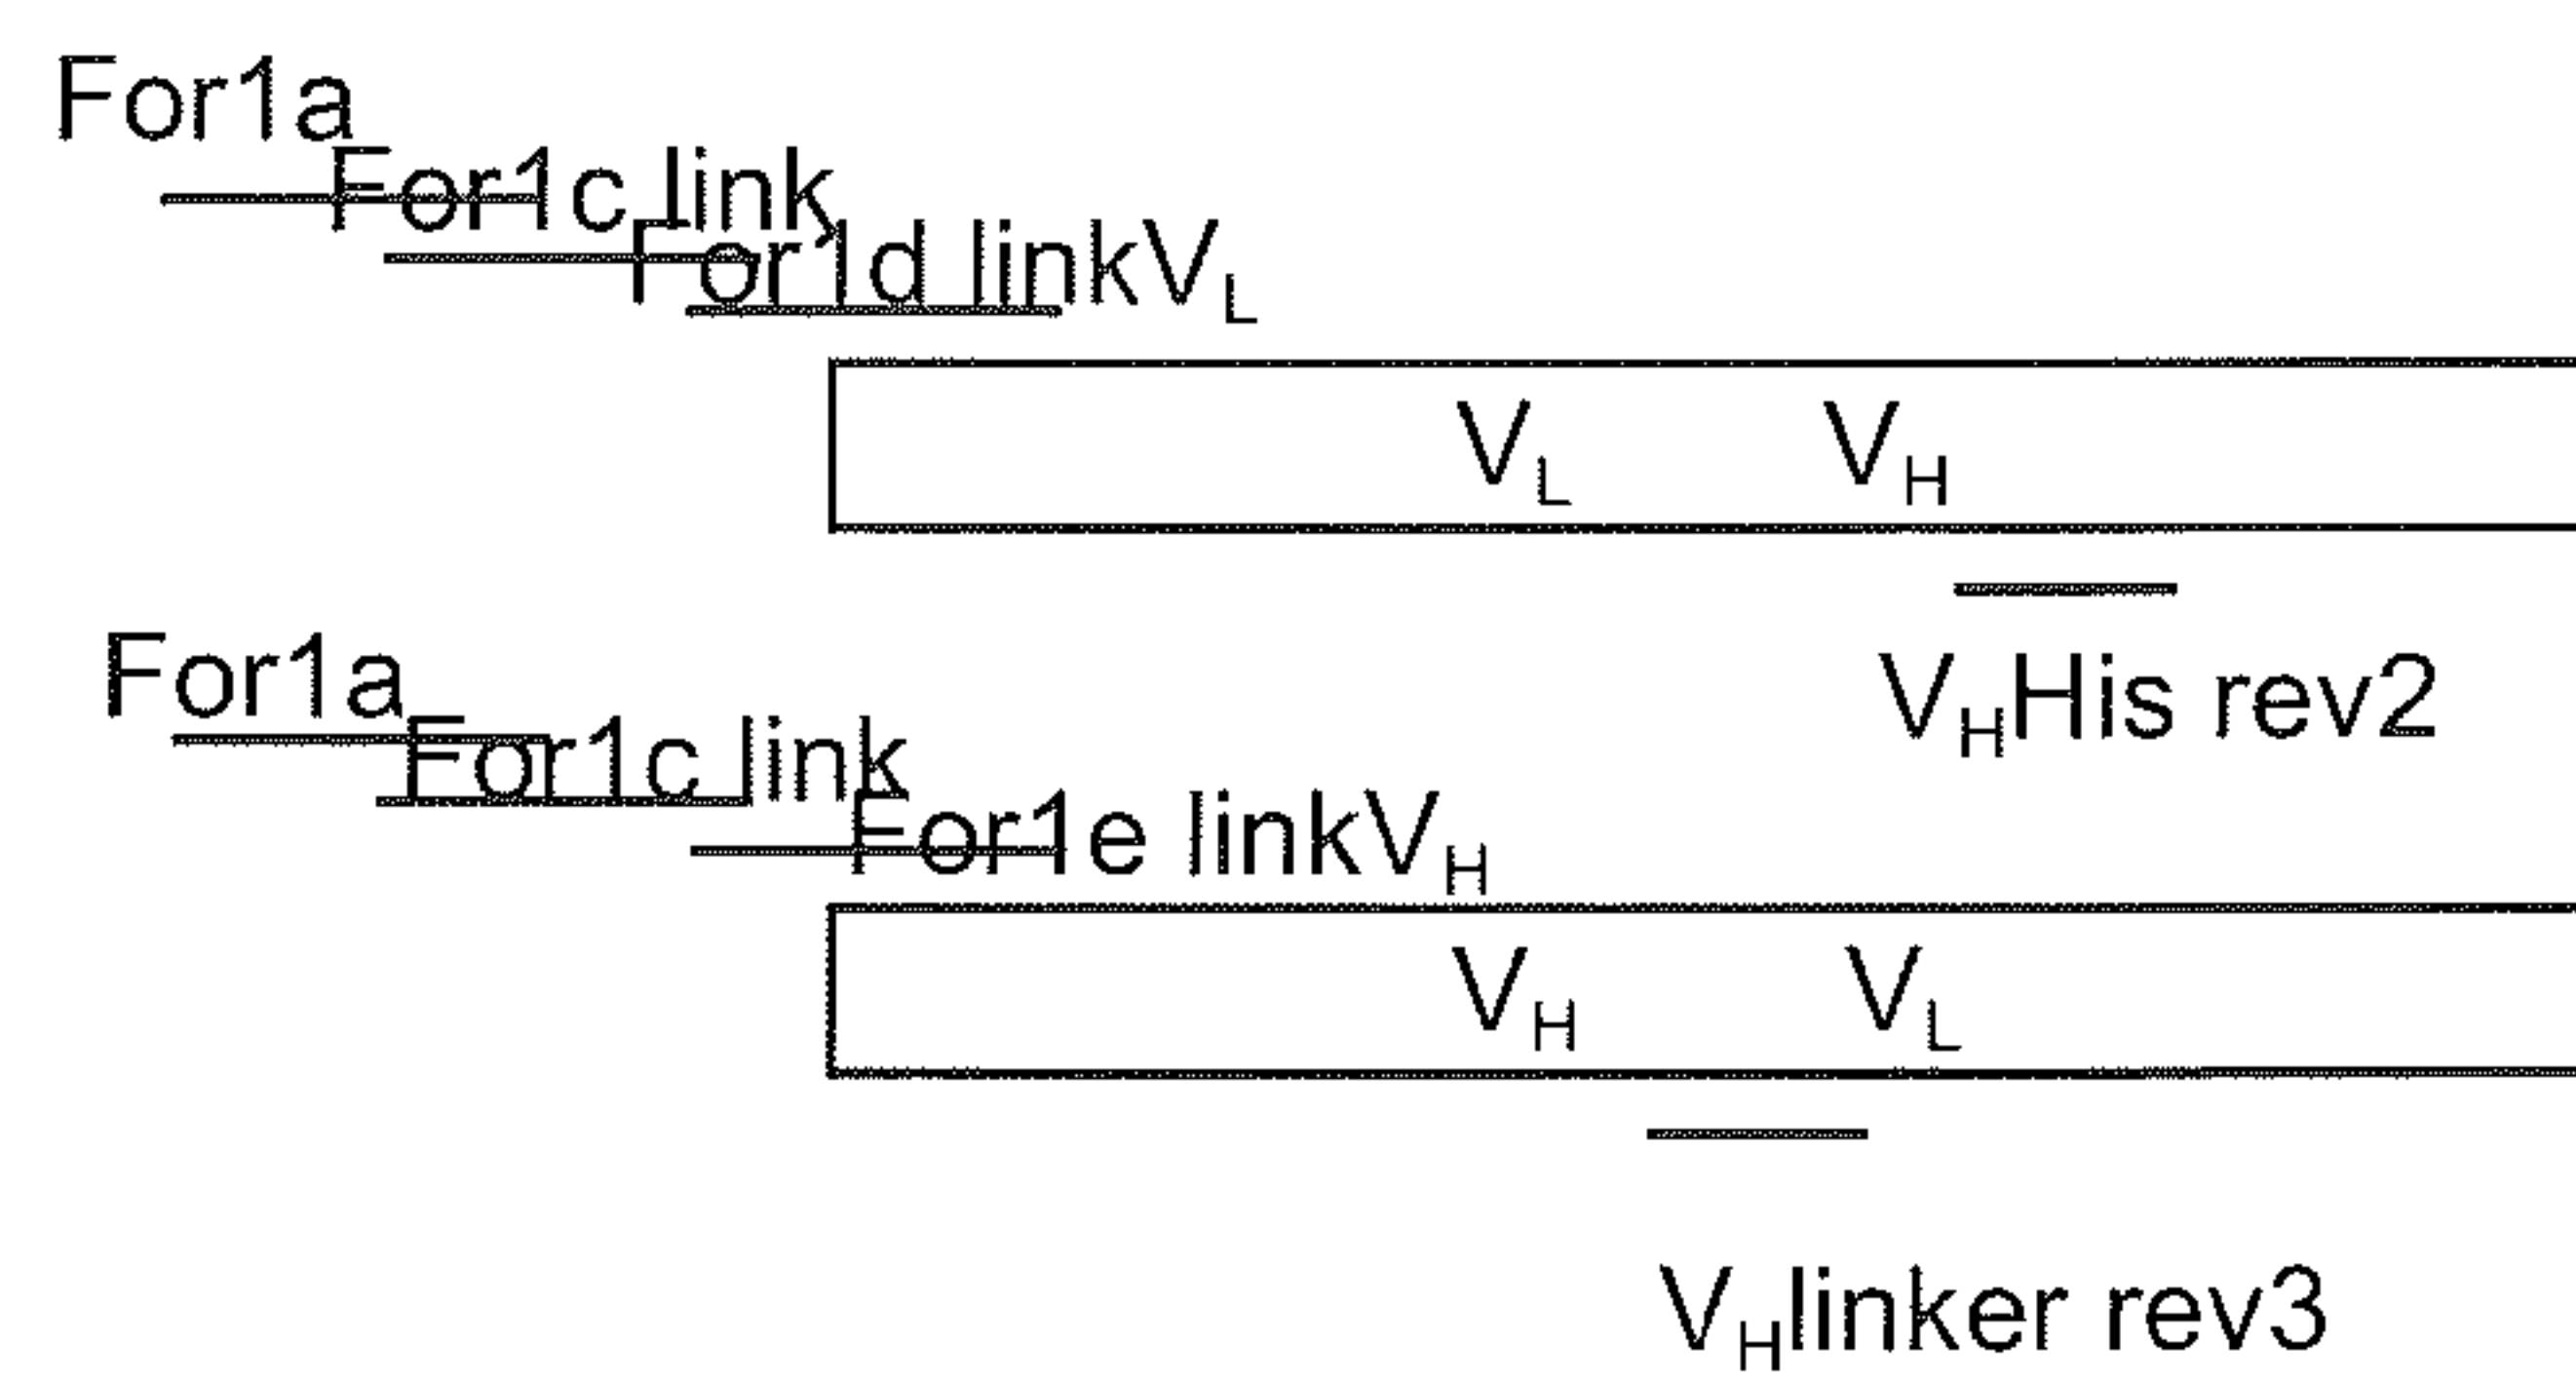 For1a
For1c link
For1d linkVL
VL VH
VHHis rev2
For1a
For1c link
For1e linkVH
VH VL
VHlinker rev3